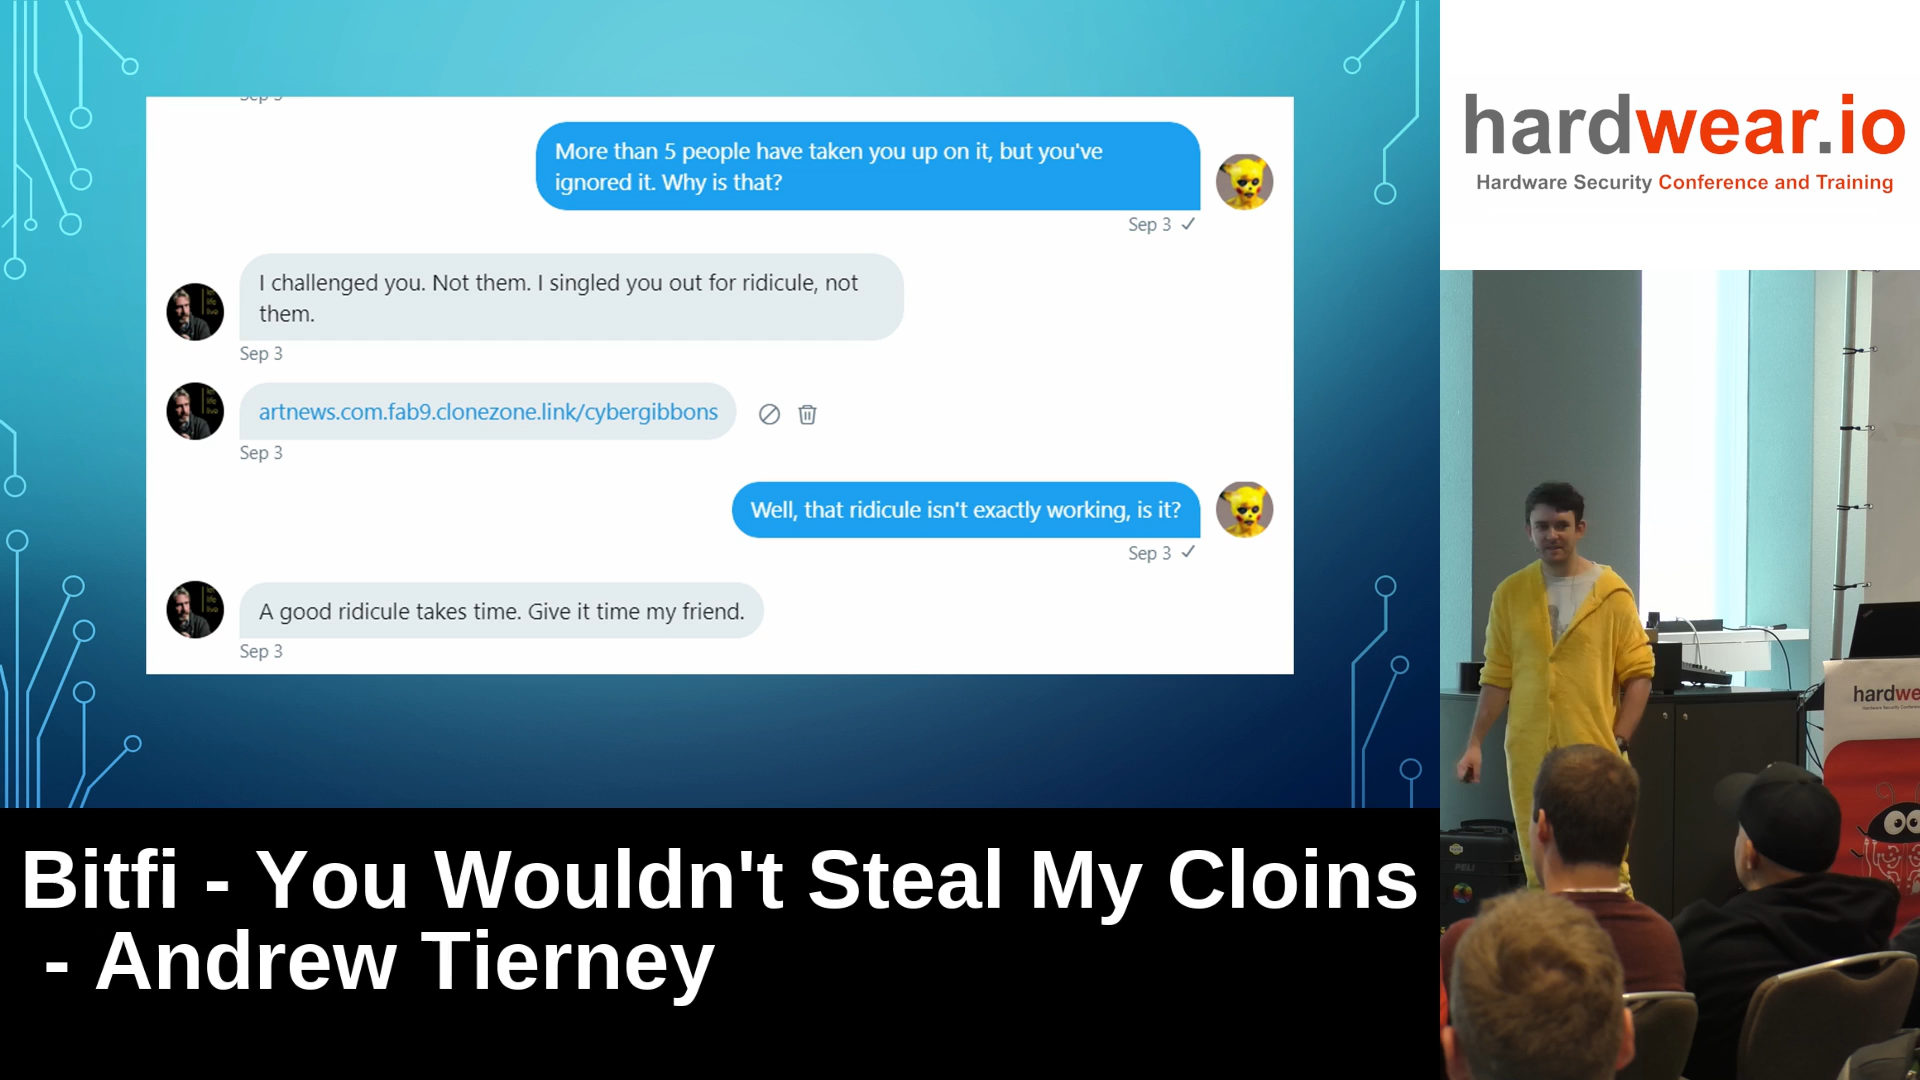 Sep 3
More than 5 people have taken you up on it, but you've
ignored it. Why is that?
Sep 3
I challenged you. Not them. I singled you out for ridicule, not
them.
Sep 3
artnews.com.fab9.clonezone.link/cybergibbons
Sep 3
Well, that ridicule isn't exactly working, is it?
Sep 3
A good ridicule takes time. Give it time my friend.
Sep 3
Bitfi - You Wouldn't Steal My Cloins
- Andrew Tierney
hardwear.io
Hardware Security Conference and Training
hardwe
PELI